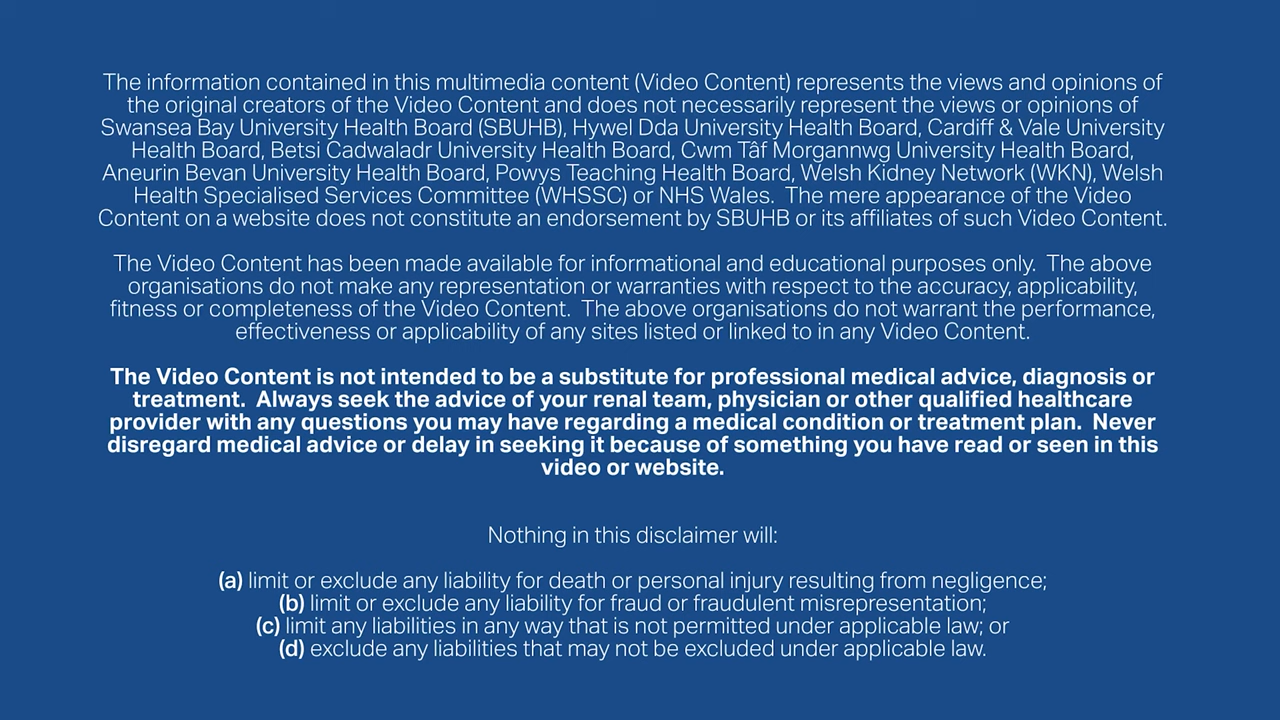 The information contained in this multimedia content (Video Content) represents the views and opinions of
the original creators of the Video Content and does not necessarily represent the views or opinions of
Swansea Bay University Health Board (SBUHB), Hywel Dda University Health Board, Cardiff & Vale University
Health Board, Betsi Cadwaladr University Health Board, Cwm Tâf Morgannwg University Health Board,
Aneurin Bevan University Health Board, Powys Teaching Health Board, Welsh Kidney Network (WKN), Welsh
Health Specialised Services Committee (WHSSC) or NHS Wales.  The mere appearance of the Video
Content on a website does not constitute an endorsement by SBUHB or its affiliates of such Video Content.
The Video Content has been made available for informational and educational purposes only.  The above
organisations do not make any representation or warranties with respect to the accuracy, applicability,
fitness or completeness of the Video Content.  The above organisations do not warrant the performance,
effectiveness or applicability of any sites listed or linked to in any Video Content.
The Video Content is not intended to be a substitute for professional medical advice, diagnosis or
treatment.  Always seek the advice of your renal team, physician or other qualified healthcare
provider with any questions you may have regarding a medical condition or treatment plan.  Never
disregard medical advice or delay in seeking it because of something you have read or seen in this
video or website.
Nothing in this disclaimer will:
(a) limit or exclude any liability for death or personal injury resulting from negligence;
(b) limit or exclude any liability for fraud or fraudulent misrepresentation;
(c) limit any liabilities in any way that is not permitted under applicable law; or
(d) exclude any liabilities that may not be excluded under applicable law.